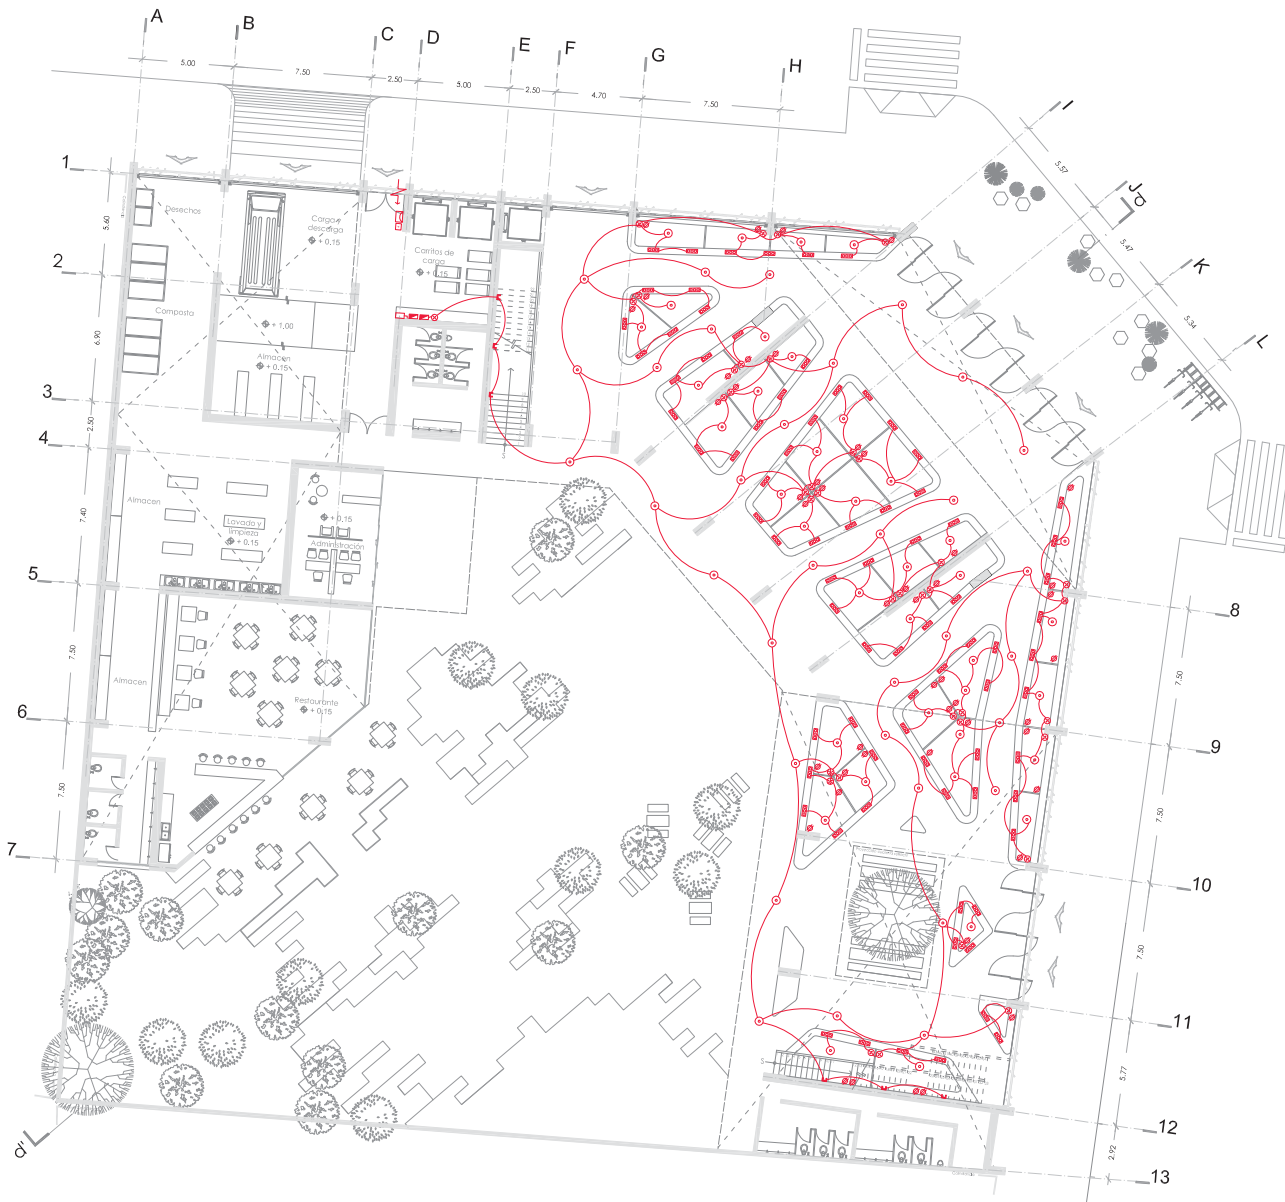 A
B
C
D
E
F
G
H
I
J
d
K
L
5.00
7.50
2.50
5.00
2.50
4.70
7.50
5.57
5.47
5.34
1
5.60
2
6.90
3
2.50
4
7.40
5
7.50
6
7.50
7
Desechos
Carga y
descarga
+ 0.15
Carritos de
carga
+ 0.15
Composta
+ 1.00
Almacen
+ 0.15
Almacen
Lavado y
limpieza
+ 0.15
+ 0.15
Administración
Almacen
Restaurante
+ 0.15
S
S
8
7.50
9
7.50
10
7.50
11
5.77
12
2.92
13
d'